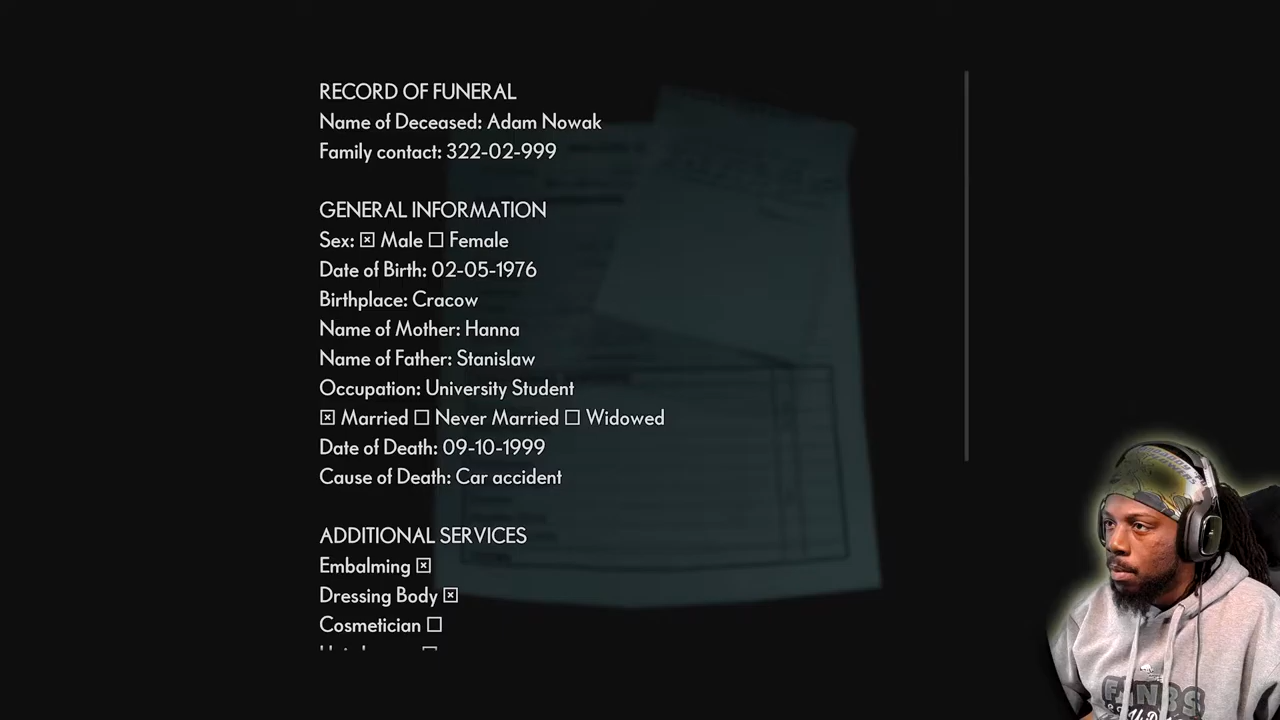 RECORD OF FUNERAL
Name of Deceased: Adam Nowak
Family contact: 322-02-999
GENERAL INFORMATION
Sex: ☒ Male ☐ Female
Date of Birth: 02-05-1976
Birthplace: Cracow
Name of Mother: Hanna
Name of Father: Stanislaw
Occupation: University Student
☒ Married ☐ Never Married ☐ Widowed
Date of Death: 09-10-1999
Cause of Death: Car accident
ADDITIONAL SERVICES
Embalming ☒
Dressing Body ☒
Cosmetician ☐